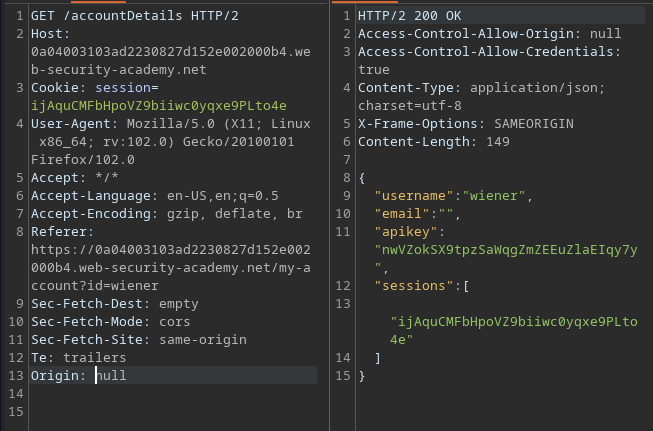 1 GET /accountDetails HTTP/2
2 Host:
0a04003103ad2230827d152e002000b4.we
b-security-academy.net
3 Cookie: session=
ijAquCMFbHpoVZ9biiwc0yqxe9PLto4e
4 User-Agent: Mozilla/5.0 (X11; Linux
x86_64; rv:102.0) Gecko/20100101
Firefox/102.0
5 Accept: */*
6 Accept-Language: en-US,en;q=0.5
7 Accept-Encoding: gzip, deflate, br
8 Referer:
https://0a04003103ad2230827d152e002
000b4.web-security-academy.net/my-a
ccount?id=wiener
9 Sec-Fetch-Dest: empty
10 Sec-Fetch-Mode: cors
11 Sec-Fetch-Site: same-origin
12 Te: trailers
13 Origin: null
14
15
1 HTTP/2 200 OK
2 Access-Control-Allow-Origin: null
3 Access-Control-Allow-Credentials:
true
4 Content-Type: application/json;
charset=utf-8
5 X-Frame-Options: SAMEORIGIN
6 Content-Length: 149
7
8 {
9 "username":"wiener",
10 "email":"",
11 "apikey":
"nwVZokSX9tpzSaWqgZmZEEuZlaEIqy7y
",
12 "sessions":[
13
"ijAquCMFbHpoVZ9biiwc0yqxe9PLto
4e"
14 ]
15 }